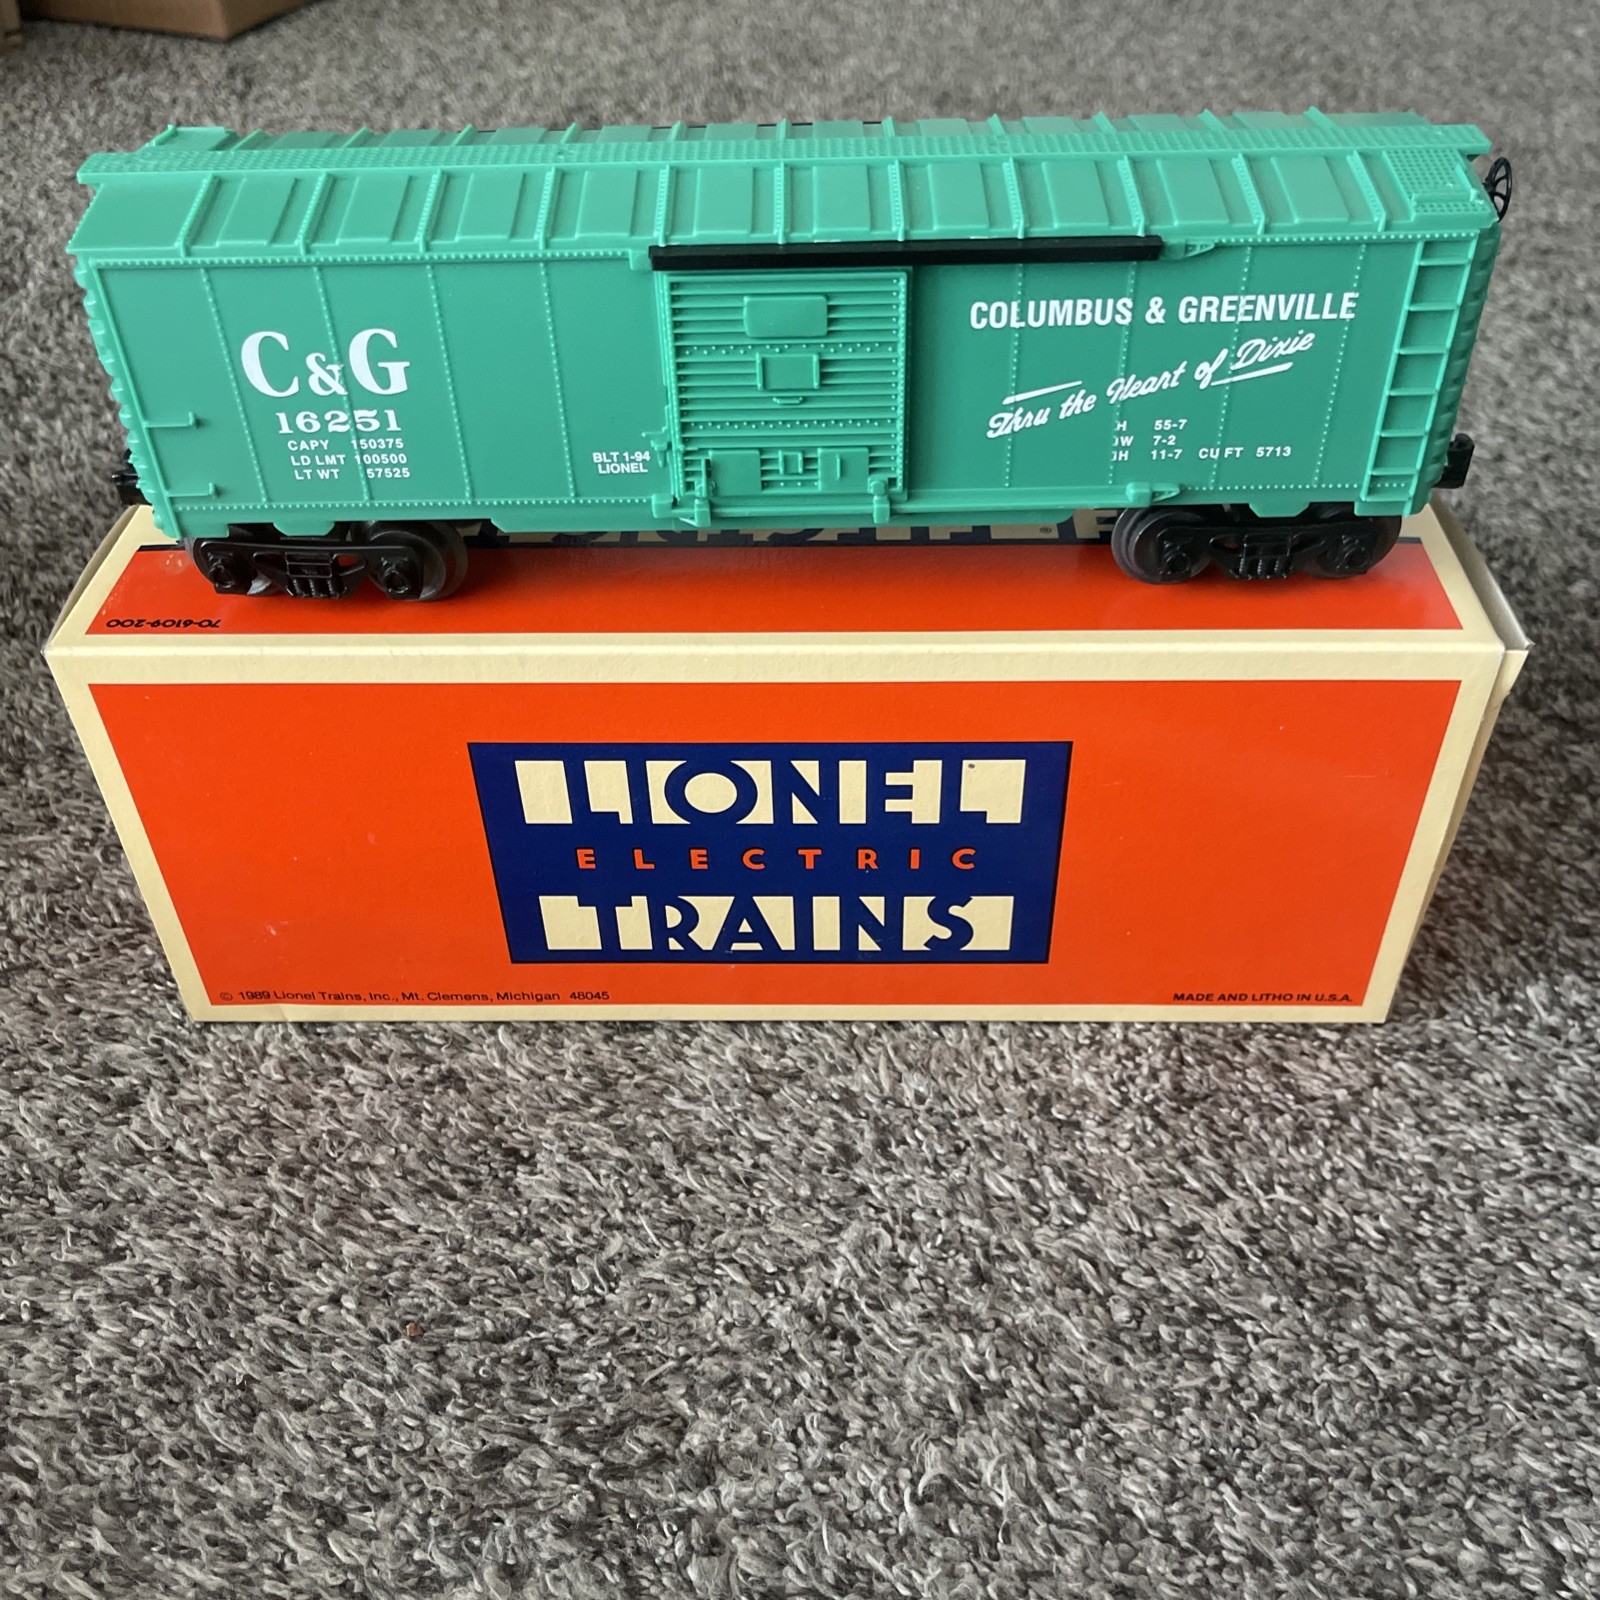 C&G
16251
CAPY 150375
LD LMT 100500
LT WT 57525
BLT 1-94
LIONEL
COLUMBUS & GREENVILLE
Thru the Heart of Dixie
H 55-7
W 7-2
H 11-7 CU FT 5713
70-6109-200
LIONEL
ELECTRIC
TRAINS
© 1989 Lionel Trains, Inc., Mt. Clemens, Michigan 48045
MADE AND LITHO IN U.S.A.